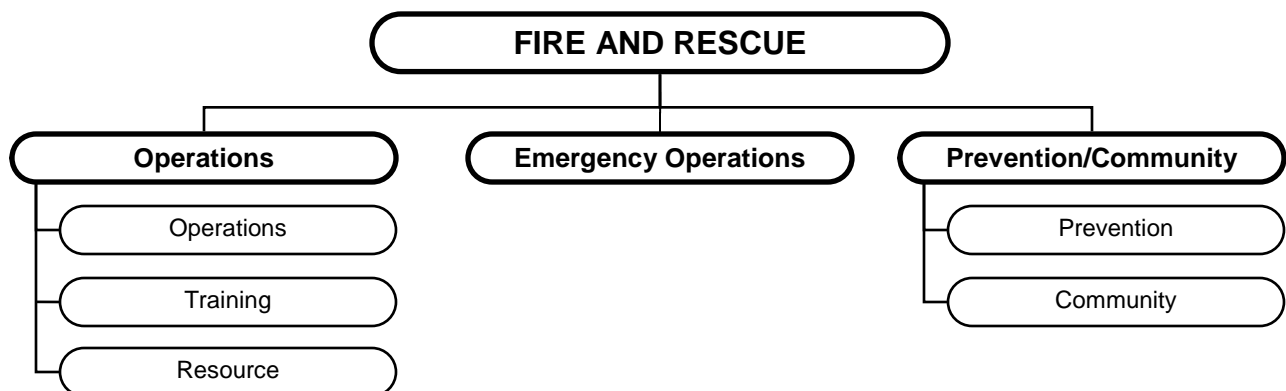 FIRE AND RESCUE
Operations
Emergency Operations
Prevention/Community
Operations
Training
Resource
Prevention
Community